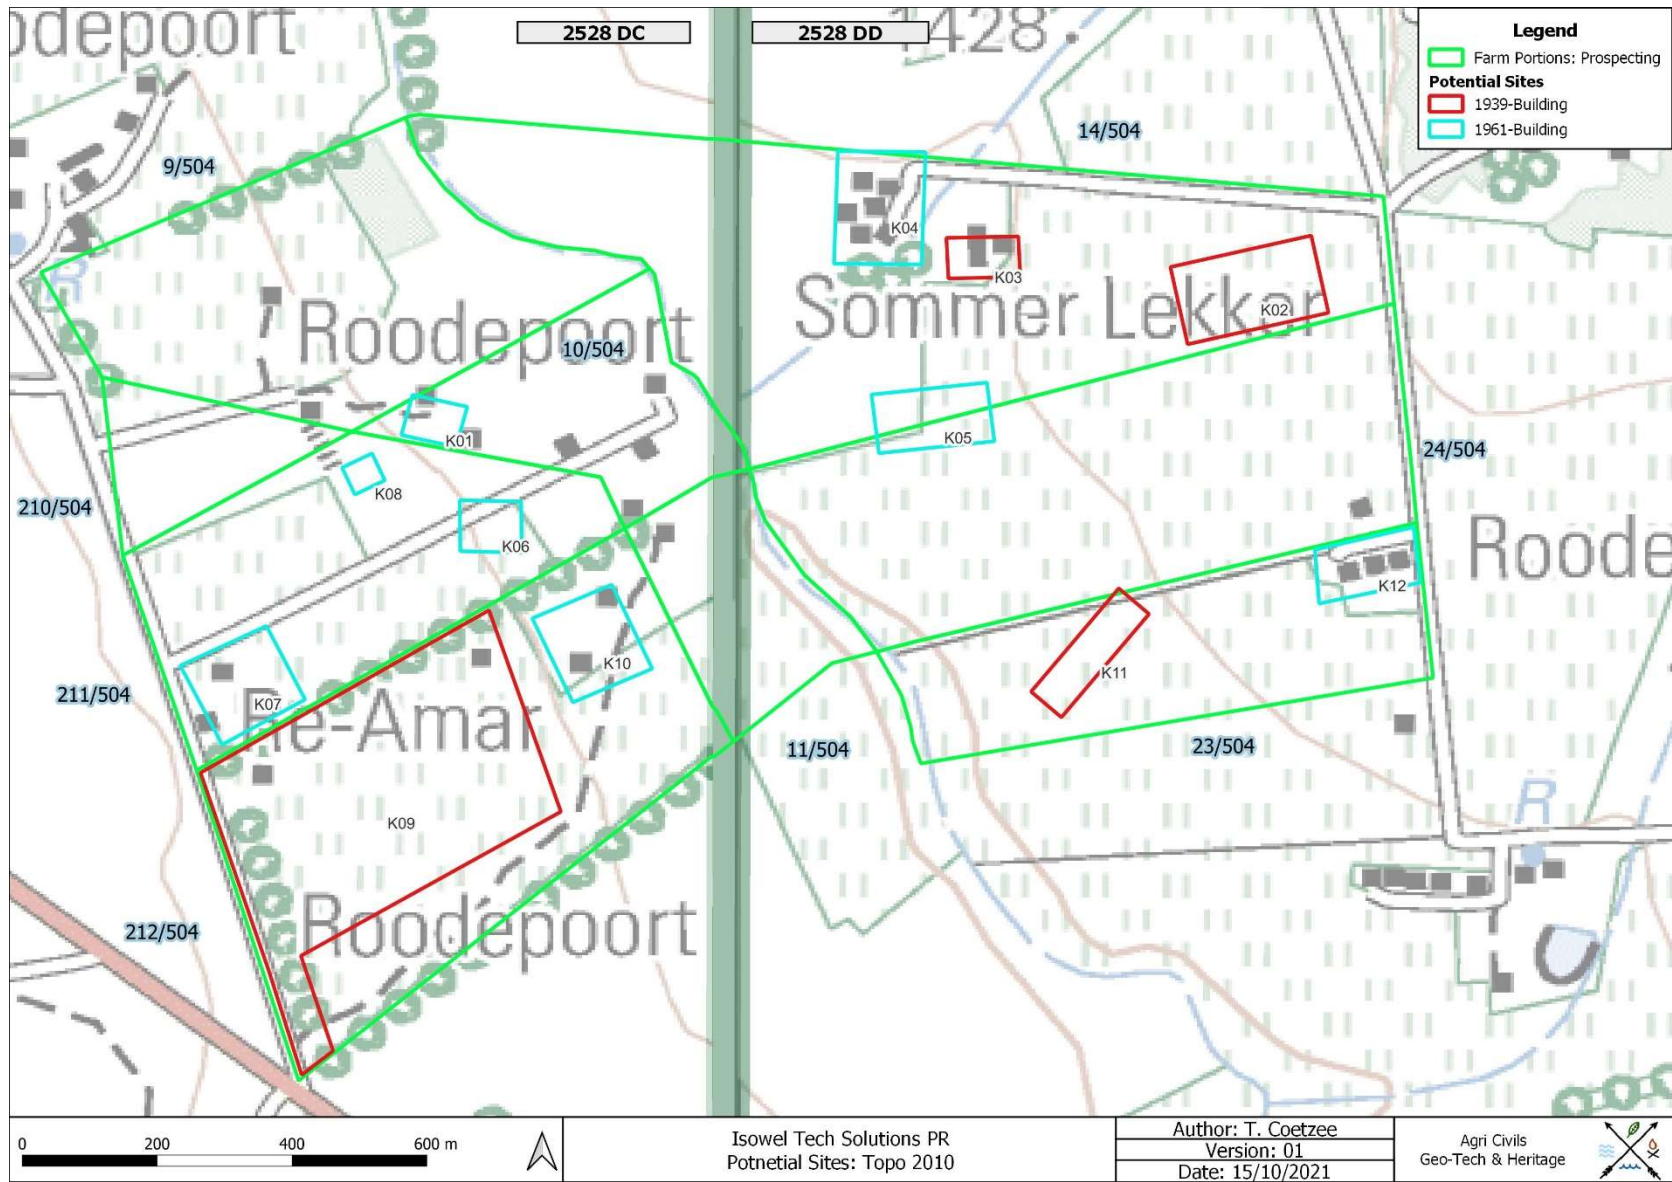 odepoort
2528 DC
2528 DD
1428.
Legend
Farm Portions: Prospecting
Potential Sites
1939-Building
1961-Building
14/504
9/504
K04
K03
R
Roodepoort
Sommer Lekker
K02
10/504
K01
K05
24/504
K08
210/504
K06
Roode
K12
K10
K11
211/504
K07
Re-Amar
11/504
23/504
R
K09
212/504
Roodepoort
0 200 400 600 m
Isowel Tech Solutions PR
Potnetial Sites: Topo 2010
Author: T. Coetzee
Version: 01
Date: 15/10/2021
Agri Civils
Geo-Tech & Heritage